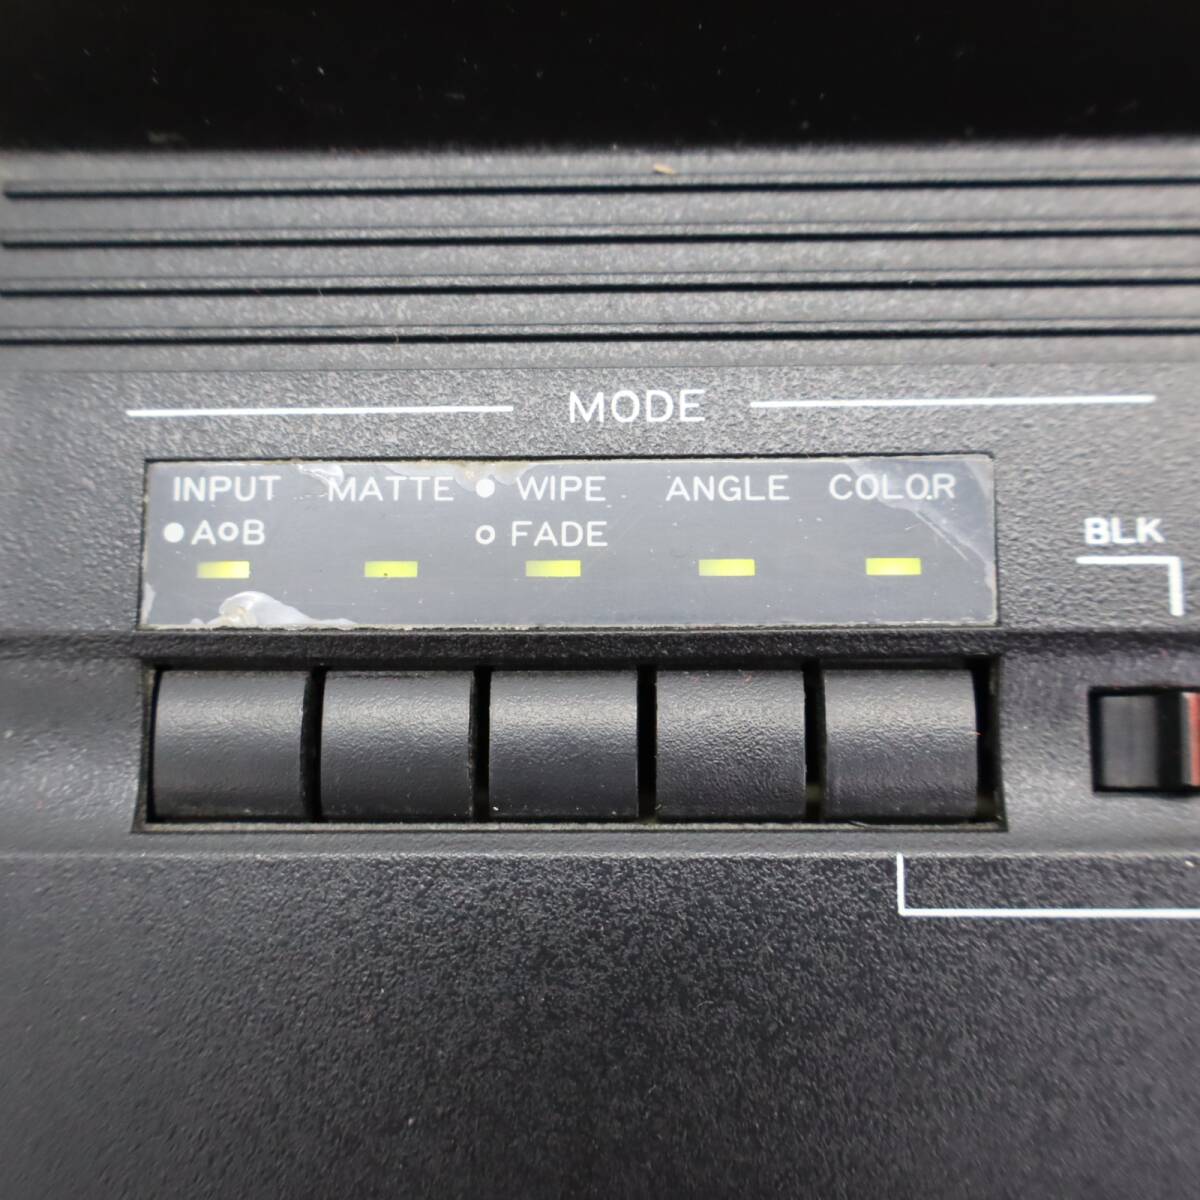 MODE
INPUT MATTE ● WIPE ANGLE COLOR
●A○B ○ FADE
BLK